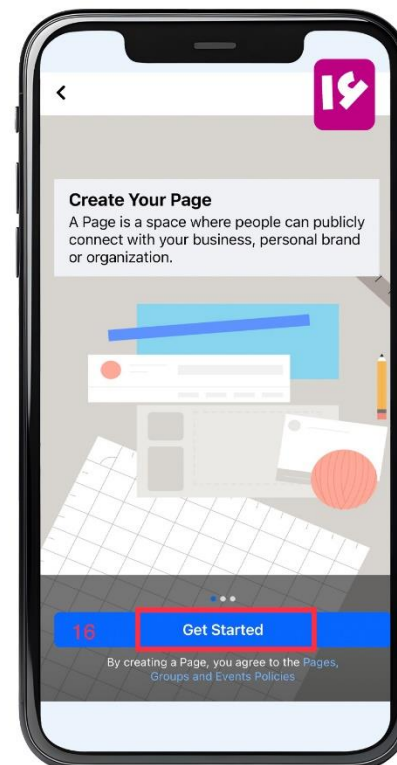 ۱۶
Create Your Page
A Page is a space where people can publicly
connect with your business, personal brand
or organization.
16
Get Started
By creating a Page, you agree to the Pages,
Groups and Events Policies